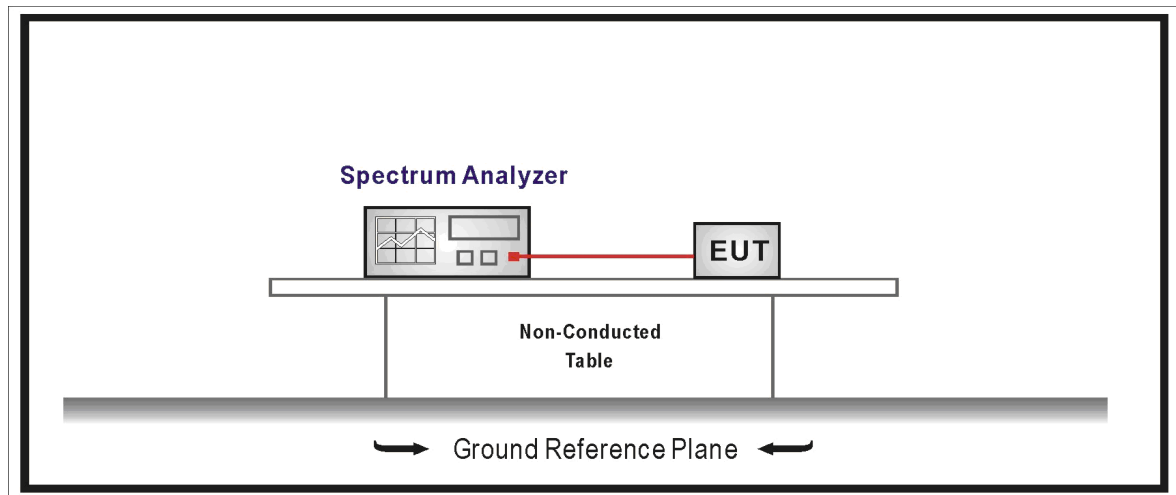 Spectrum Analyzer
EUT
Non-Conducted
Table
Ground Reference Plane